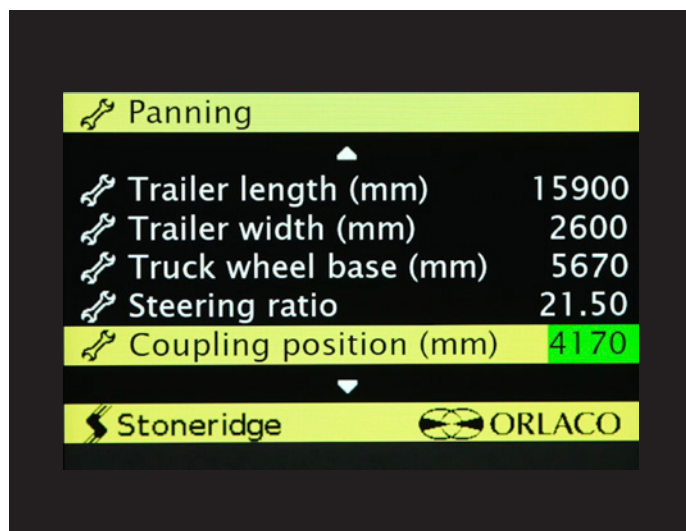 Panning
Trailer length (mm) 15900
Trailer width (mm) 2600
Truck wheel base (mm) 5670
Steering ratio 21.50
Coupling position (mm) 4170
Stoneridge ORLACO